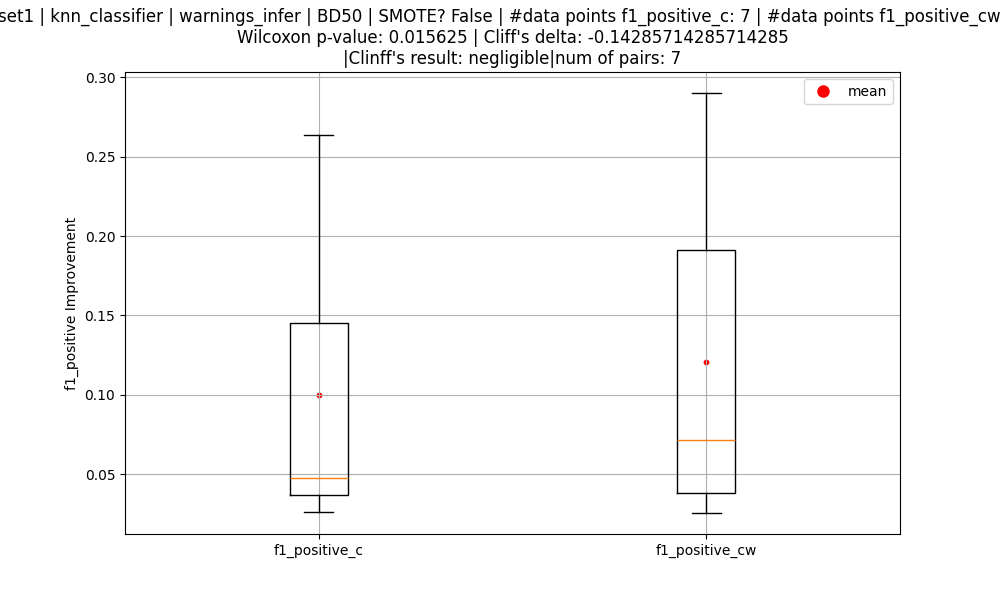 set1 | knn_classifier | warnings_infer | BD50 | SMOTE? False | #data points f1_positive_c: 7 | #data points f1_positive_cw
Wilcoxon p-value: 0.015625 | Cliff's delta: -0.14285714285714285
|Clinff's result: negligible|num of pairs: 7
mean
0.30
0.25
0.20
0.15
0.10
0.05
f1_positive Improvement
f1_positive_c
f1_positive_cw